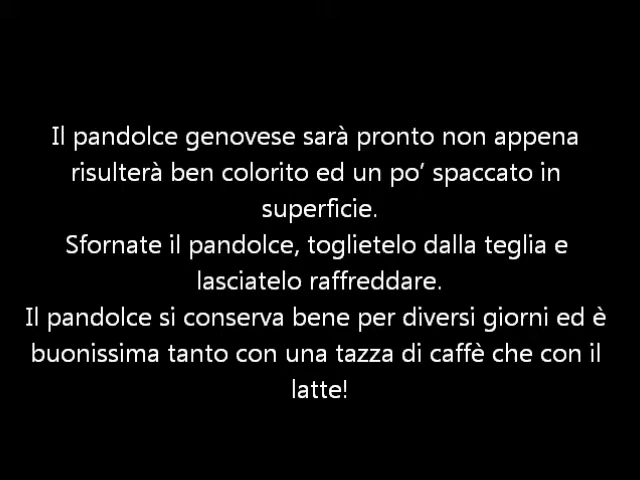 Il pandolce genovese sarà pronto non appena
risulterà ben colorito ed un po’ spaccato in
superficie.
Sfornate il pandolce, toglietelo dalla teglia e
lasciatelo raffreddare.
Il pandolce si conserva bene per diversi giorni ed è
buonissima tanto con una tazza di caffè che con il
latte!